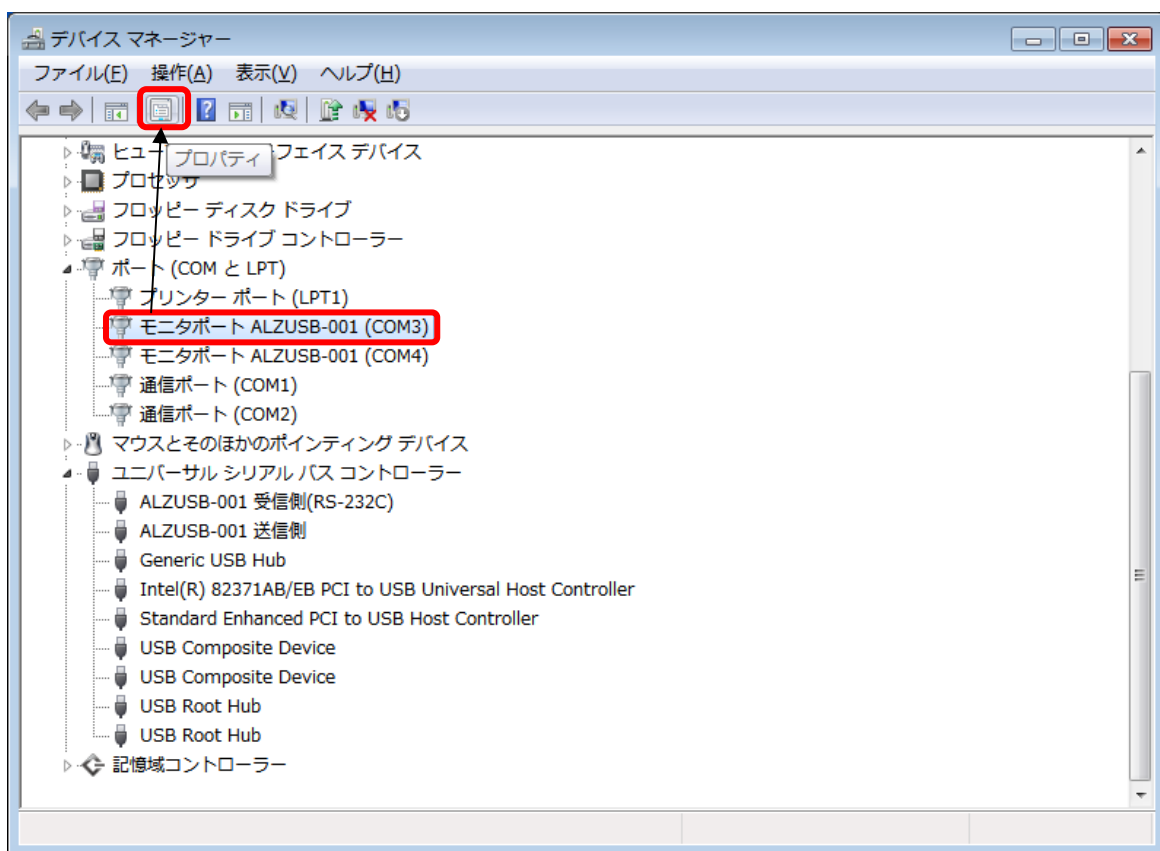 デバイス マネージャー
ファイル(F) 操作(A) 表示(V) ヘルプ(H)
ヒュー フェイス デバイス
プロパティ
プロセッサ
フロッピー ディスク ドライブ
フロッピー ドライブ コントローラー
ポート (COM と LPT)
プリンター ポート (LPT1)
モニタポート ALZUSB-001 (COM3)
モニタポート ALZUSB-001 (COM4)
通信ポート (COM1)
通信ポート (COM2)
マウスとそのほかのポインティング デバイス
ユニバーサル シリアル バス コントローラー
ALZUSB-001 受信側(RS-232C)
ALZUSB-001 送信側
Generic USB Hub
Intel(R) 82371AB/EB PCI to USB Universal Host Controller
Standard Enhanced PCI to USB Host Controller
USB Composite Device
USB Composite Device
USB Root Hub
USB Root Hub
記憶域コントローラー